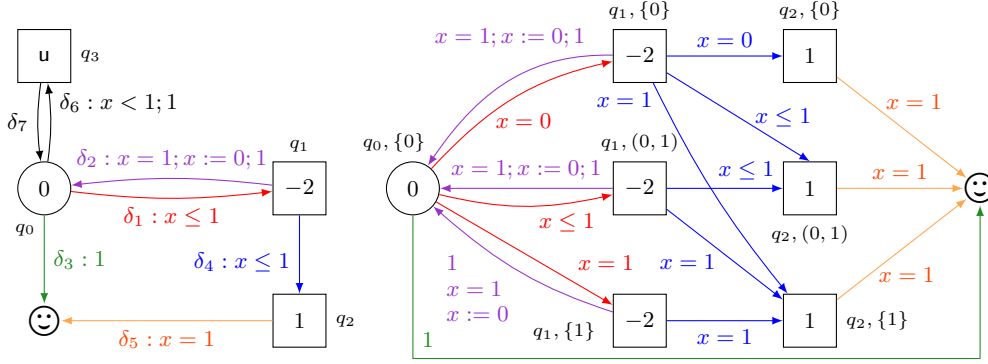 u
q₃
δ₆ : x < 1; 1
δ₇
q₁
δ₂ : x = 1; x := 0; 1
0
−2
q₀
δ₁ : x ≤ 1
δ₃ : 1
δ₄ : x ≤ 1
1
q₂
δ₅ : x = 1
q₁, {0}
q₂, {0}
x = 1; x := 0; 1
−2
x = 0
1
x = 0
x = 1
x ≤ 1
x = 1
q₀, {0}
q₁, (0, 1)
x = 1; x := 0; 1
x ≤ 1
0
−2
1
x = 1
x ≤ 1
q₂, (0, 1)
x = 1
x = 1
x = 1
1
x = 1
x := 0
−2
1
q₁, {1}
x = 1
q₂, {1}
1